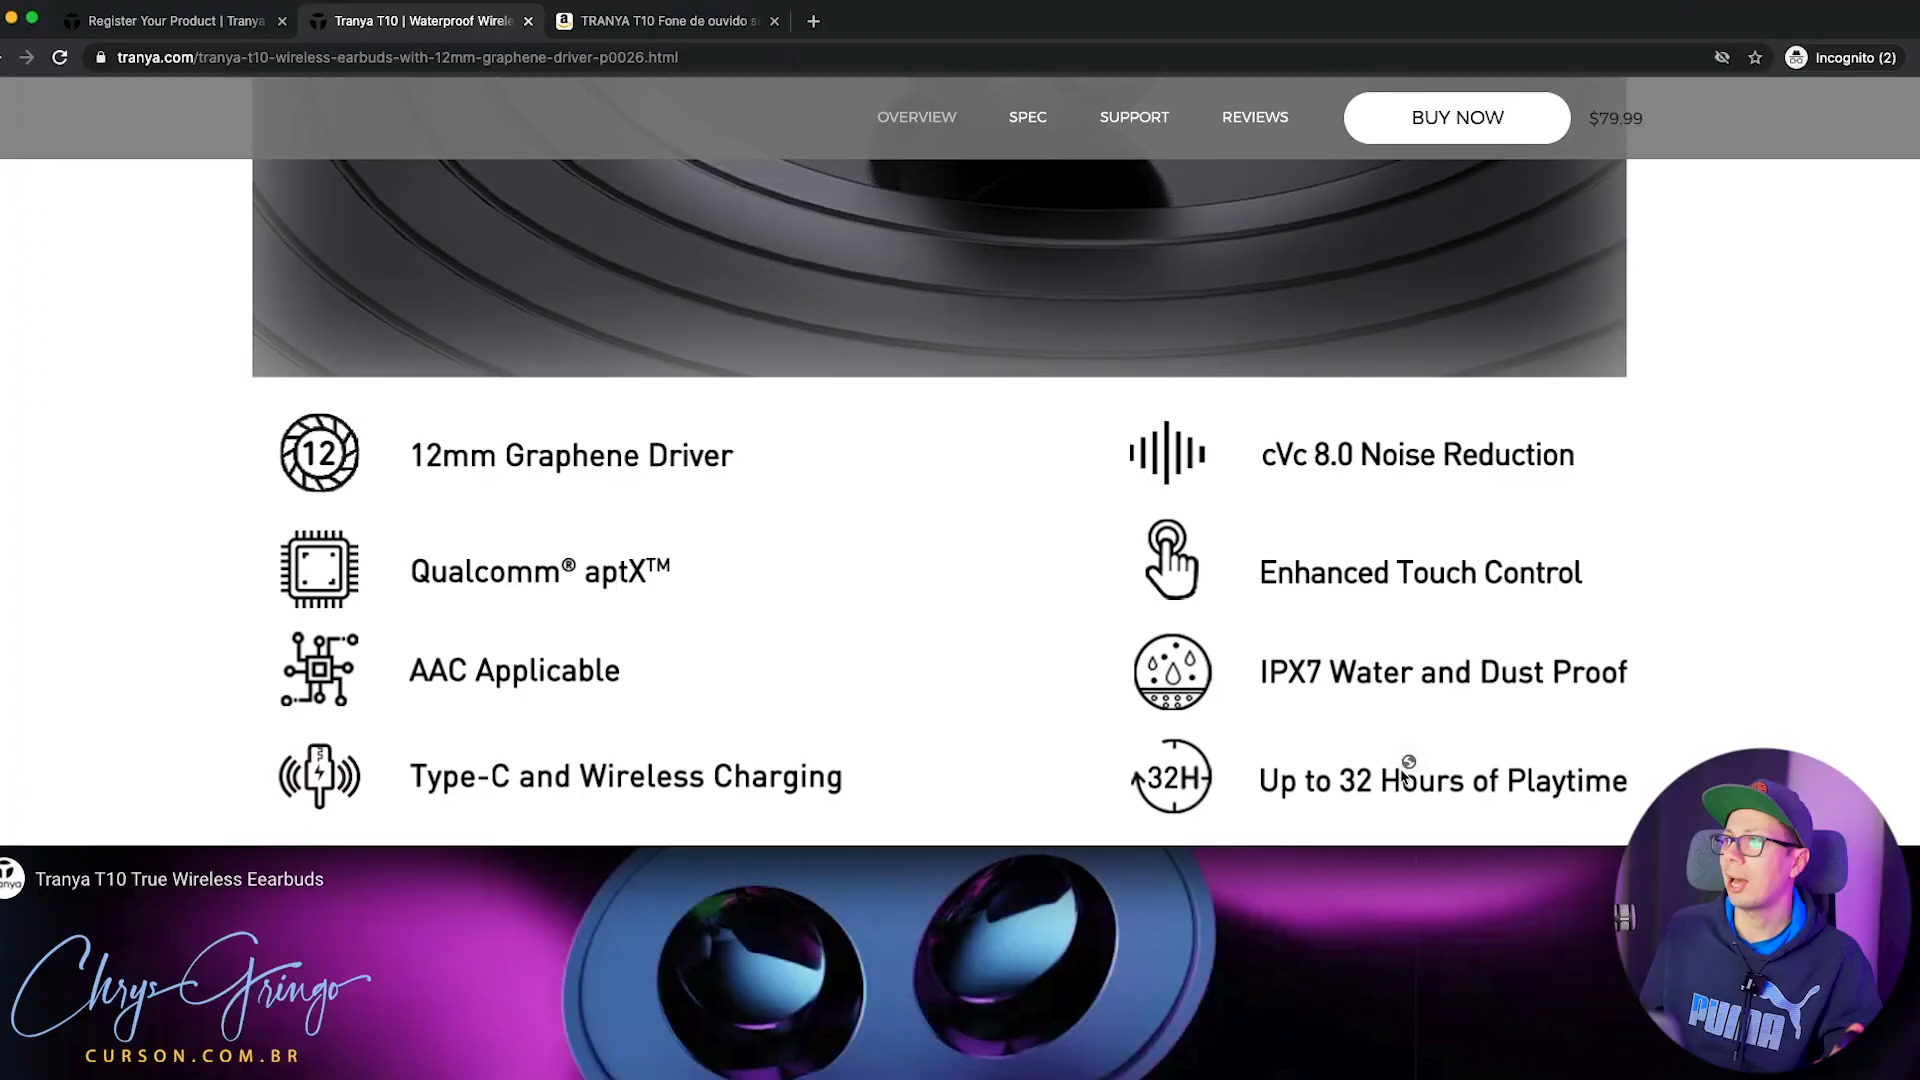 Register Your Product | Tranya
Tranya T10 | Waterproof Wirele
TRANYA T10 Fone de ouvido s
tranya.com/tranya-t10-wireless-earbuds-with-12mm-graphene-driver-p0026.html
Incognito (2)
OVERVIEW
SPEC
SUPPORT
REVIEWS
BUY NOW
$79.99
12
12mm Graphene Driver
cVc 8.0 Noise Reduction
Qualcomm® aptX™
Enhanced Touch Control
AAC Applicable
IPX7 Water and Dust Proof
Type-C and Wireless Charging
32H
Up to 32 Hours of Playtime
Tranya T10 True Wireless Eearbuds
Chrys Gringo
CURSON.COM.BR
PUMA